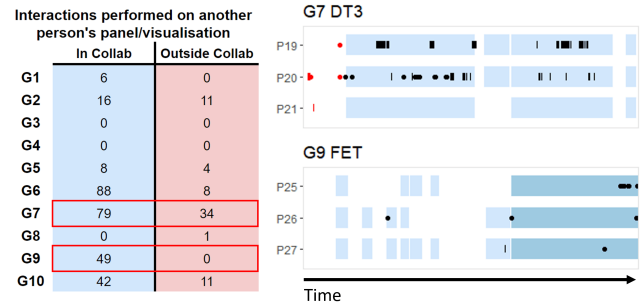 Interactions performed on another
person's panel/visualisation
In Collab Outside Collab
G1 6 0
G2 16 11
G3 0 0
G4 0 0
G5 8 4
G6 88 8
G7 79 34
G8 0 1
G9 49 0
G10 42 11
G7 DT3
P19
P20
P21
G9 FET
P25
P26
P27
Time